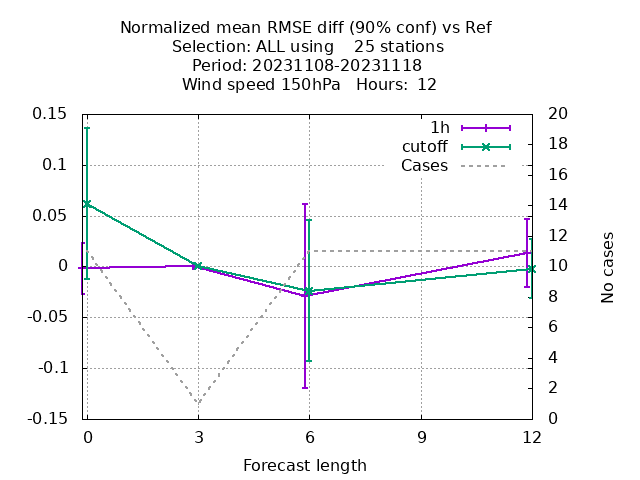 Normalized mean RMSE diff (90% conf) vs Ref
Selection: ALL using    25 stations
Period: 20231108-20231118
Wind speed 150hPa   Hours:  12
0.15
0.1
0.05
0
-0.05
-0.1
-0.15
20
18
16
14
12
10
8
6
4
2
0
1h
cutoff
Cases
No cases
0 3 6 9 12
Forecast length